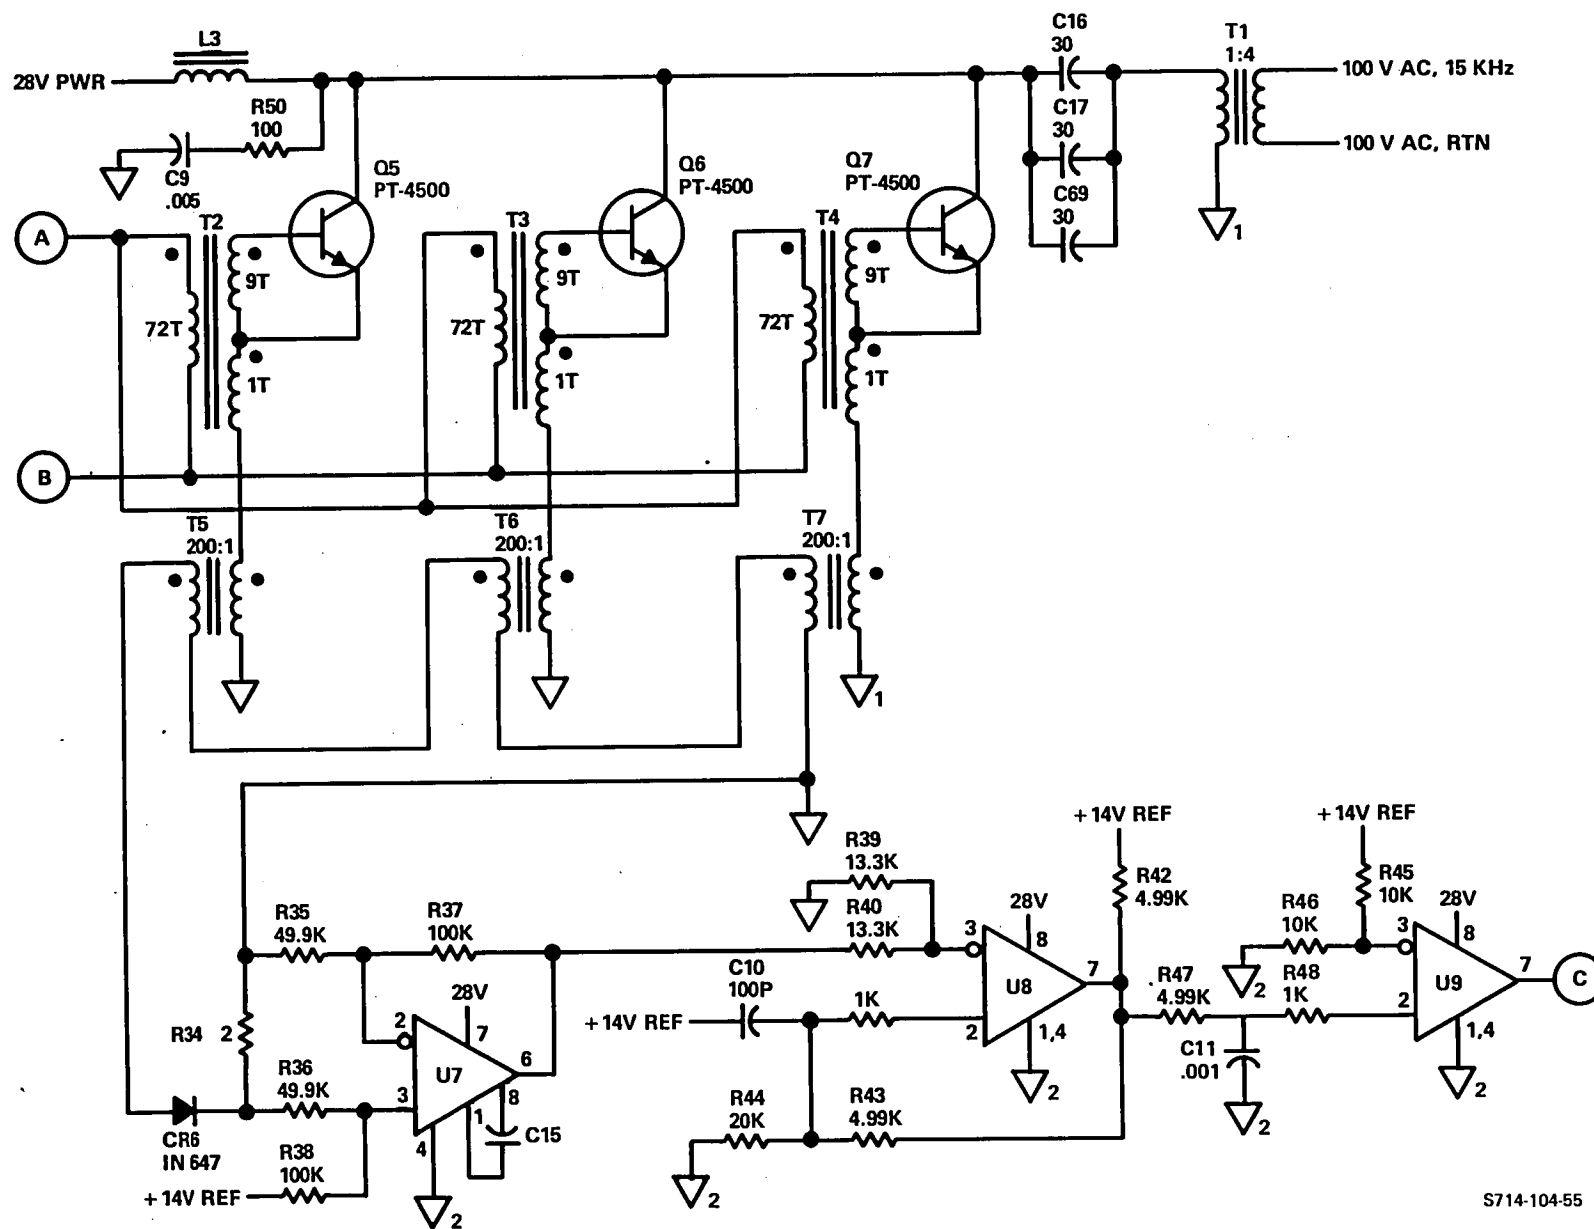 L3
28V PWR
R50
100
C9
.005
Q5
PT-4500
Q6
PT-4500
Q7
PT-4500
C16
30
C17
30
C69
30
T1
1:4
100 V AC, 15 KHz
100 V AC, RTN
1
A
T2
9T
72T
1T
T3
9T
72T
1T
T4
9T
72T
1T
B
T5
200:1
T6
200:1
T7
200:1
1
R39
13.3K
R40
13.3K
+14V REF
R42
4.99K
+14V REF
R45
10K
R46
10K
2
R35
49.9K
R37
100K
28V
3
8
U8
7
2
1,4
2
28V
3
8
U9
7
C
2
1,4
2
R47
4.99K
R48
1K
C11
.001
2
C10
100P
1K
+14V REF
R34
2
28V
2
7
U7
6
3
8
1
4
C15
2
R36
49.9K
R44
20K
R43
4.99K
2
CR6
IN 647
R38
100K
+14V REF
S714-104-55